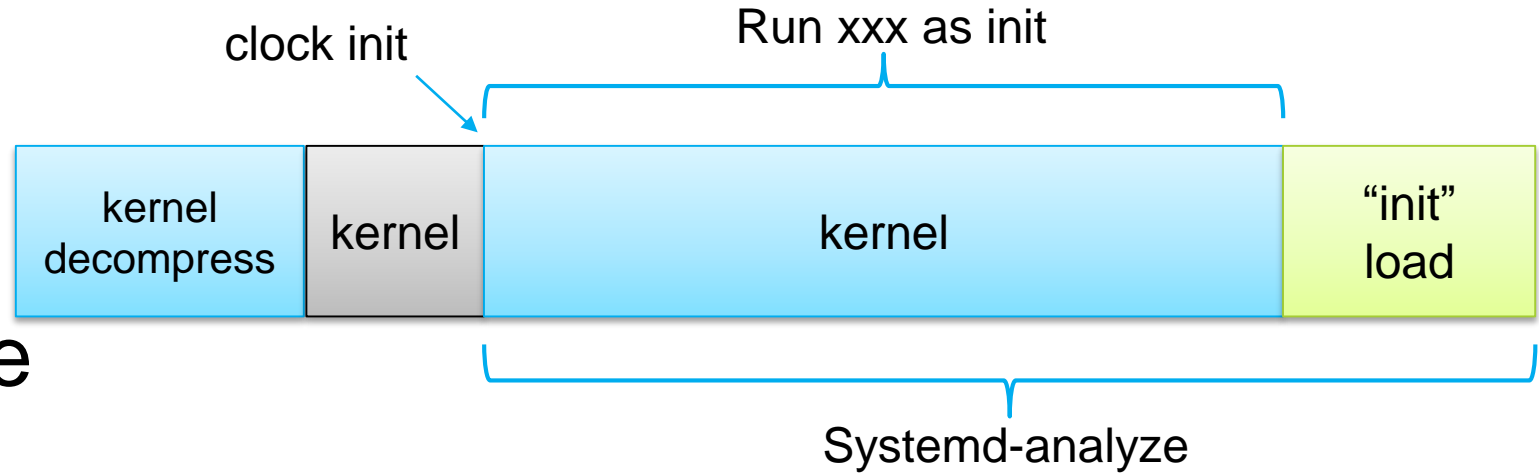 clock init
Run xxx as init
kernel
decompress
kernel
kernel
“init”
load
e
Systemd-analyze